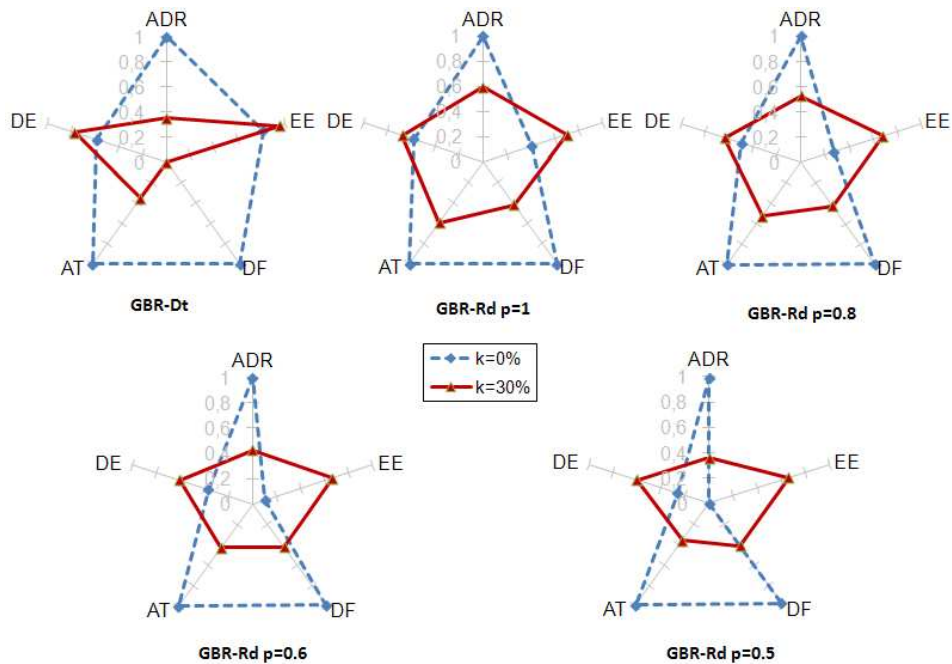 ADR
1
0,8
0,6
0,4
0,2
0
DE
EE
AT
DF
GBR-Dt
ADR
1
0,8
0,6
0,4
0,2
0
DE
EE
AT
DF
GBR-Rd p=1
ADR
1
0,8
0,6
0,4
0,2
0
DE
EE
AT
DF
GBR-Rd p=0.8
k=0%
k=30%
ADR
1
0,8
0,6
0,4
0,2
0
DE
EE
AT
DF
GBR-Rd p=0.6
ADR
1
0,8
0,6
0,4
0,2
0
DE
EE
AT
DF
GBR-Rd p=0.5